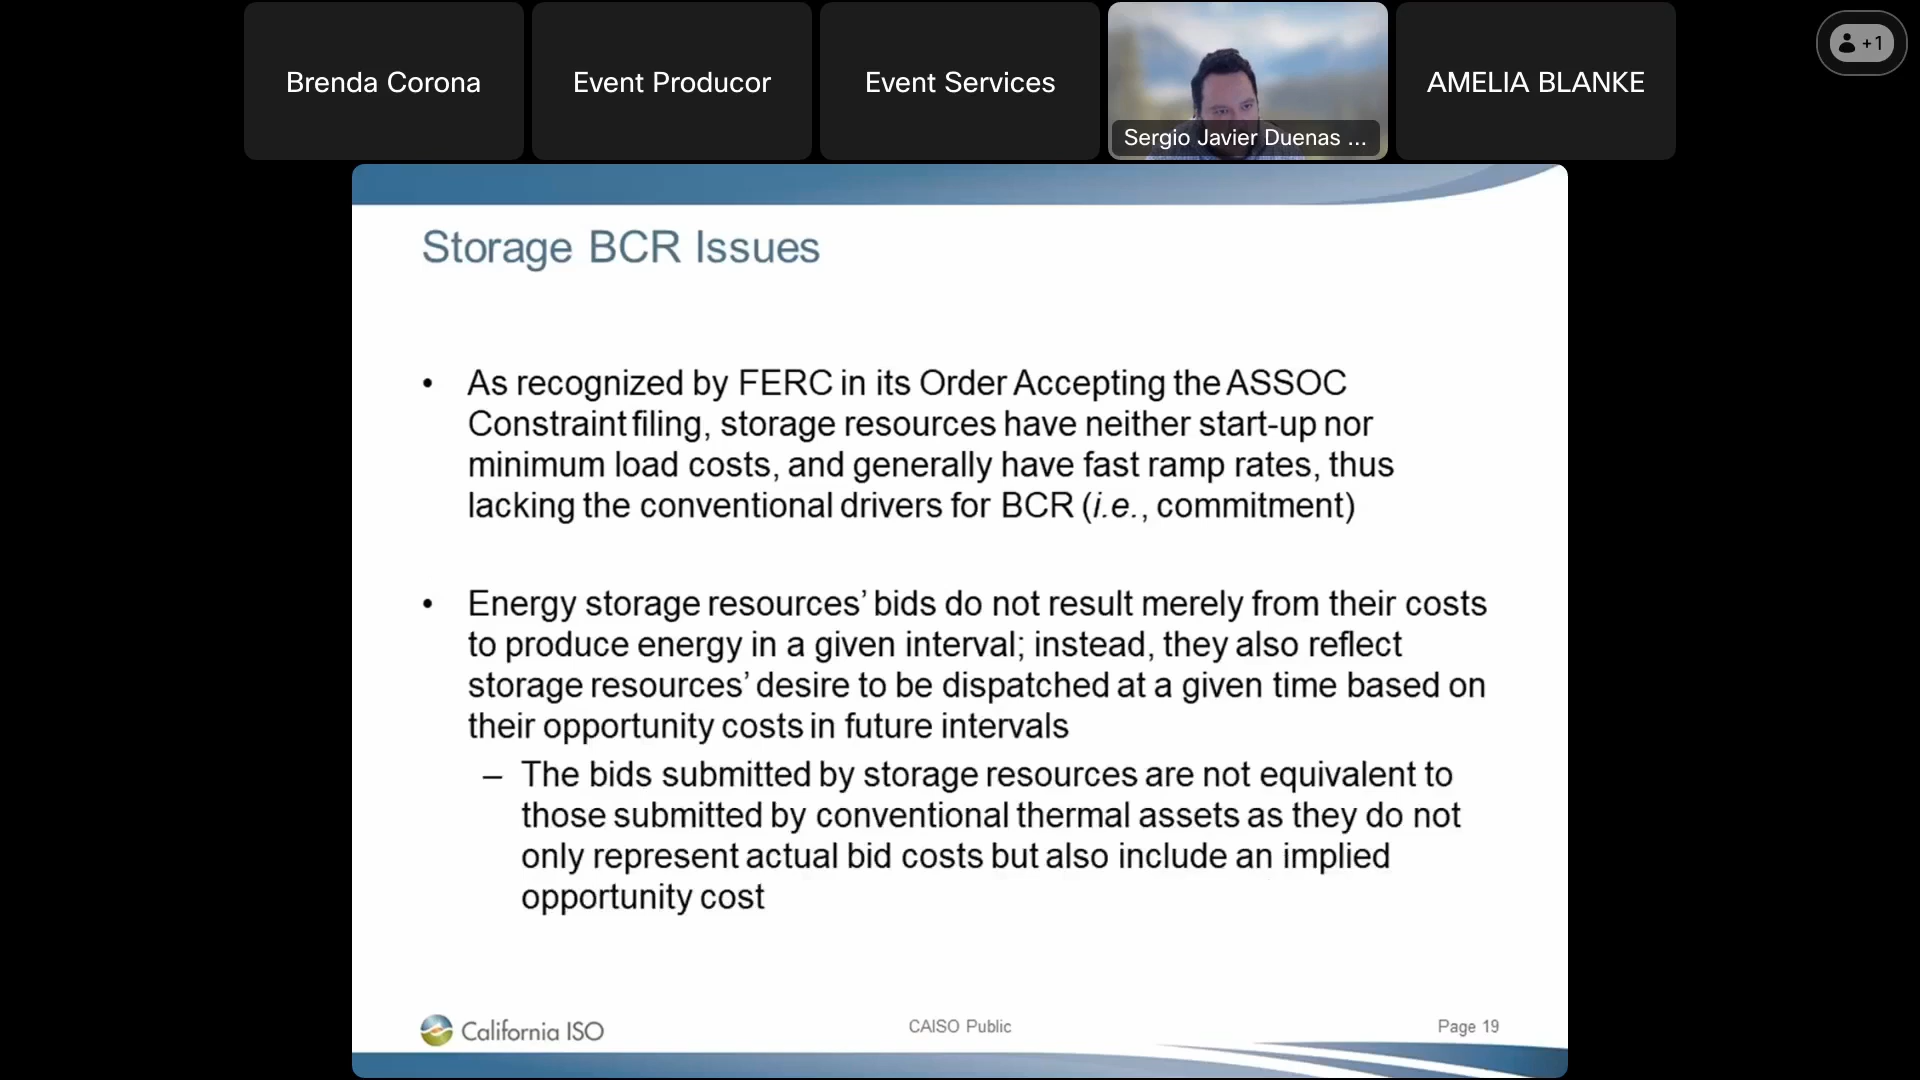 Brenda Corona
Event Producor
Event Services
Sergio Javier Duenas ...
AMELIA BLANKE
+1
Storage BCR Issues
• As recognized by FERC in its Order Accepting the ASSOC
Constraint filing, storage resources have neither start-up nor
minimum load costs, and generally have fast ramp rates, thus
lacking the conventional drivers for BCR (i.e., commitment)
• Energy storage resources’ bids do not result merely from their costs
to produce energy in a given interval; instead, they also reflect
storage resources’ desire to be dispatched at a given time based on
their opportunity costs in future intervals
– The bids submitted by storage resources are not equivalent to
those submitted by conventional thermal assets as they do not
only represent actual bid costs but also include an implied
opportunity cost
California ISO
CAISO Public
Page 19